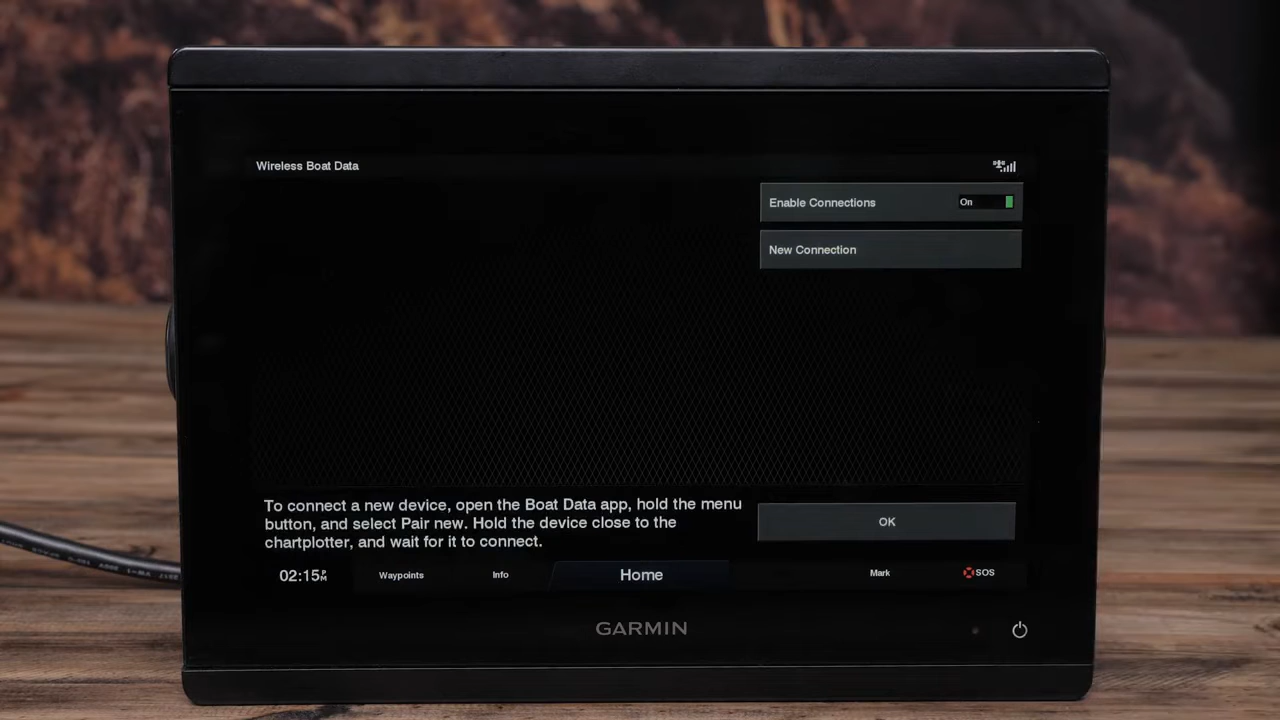 Wireless Boat Data
Enable Connections On
New Connection
To connect a new device, open the Boat Data app, hold the menu
button, and select Pair new. Hold the device close to the
chartplotter, and wait for it to connect.
OK
02:15PM Waypoints Info Home Mark SOS
GARMIN